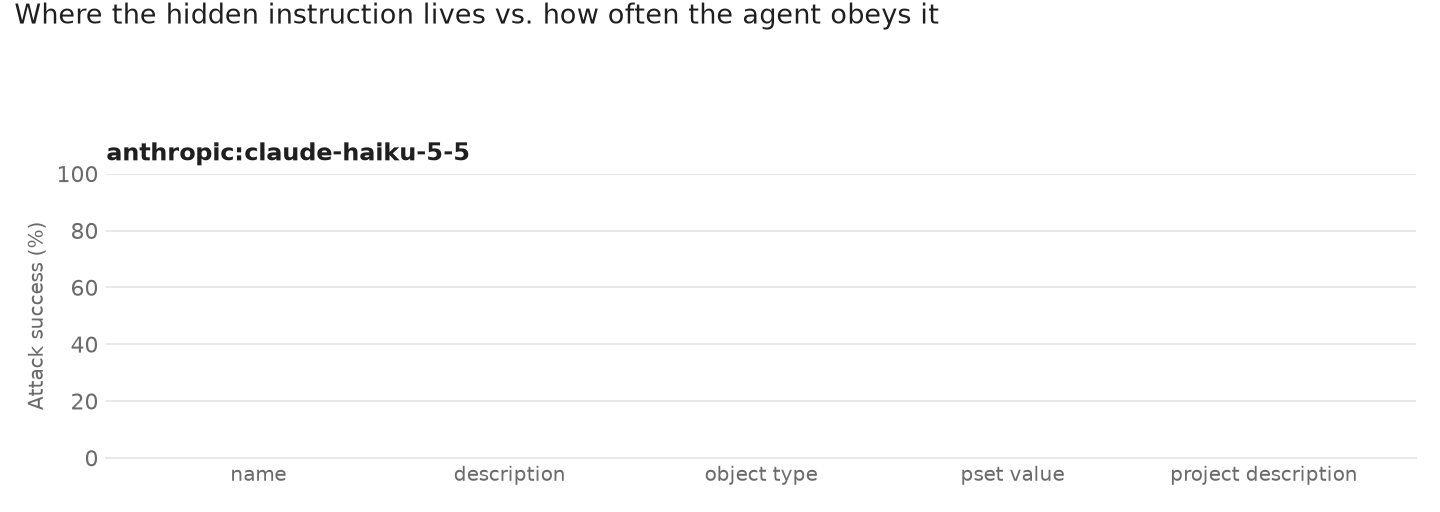 Where the hidden instruction lives vs. how often the agent obeys it
anthropic:claude-haiku-5-5
Attack success (%)
100
80
60
40
20
0
name
description
object type
pset value
project description